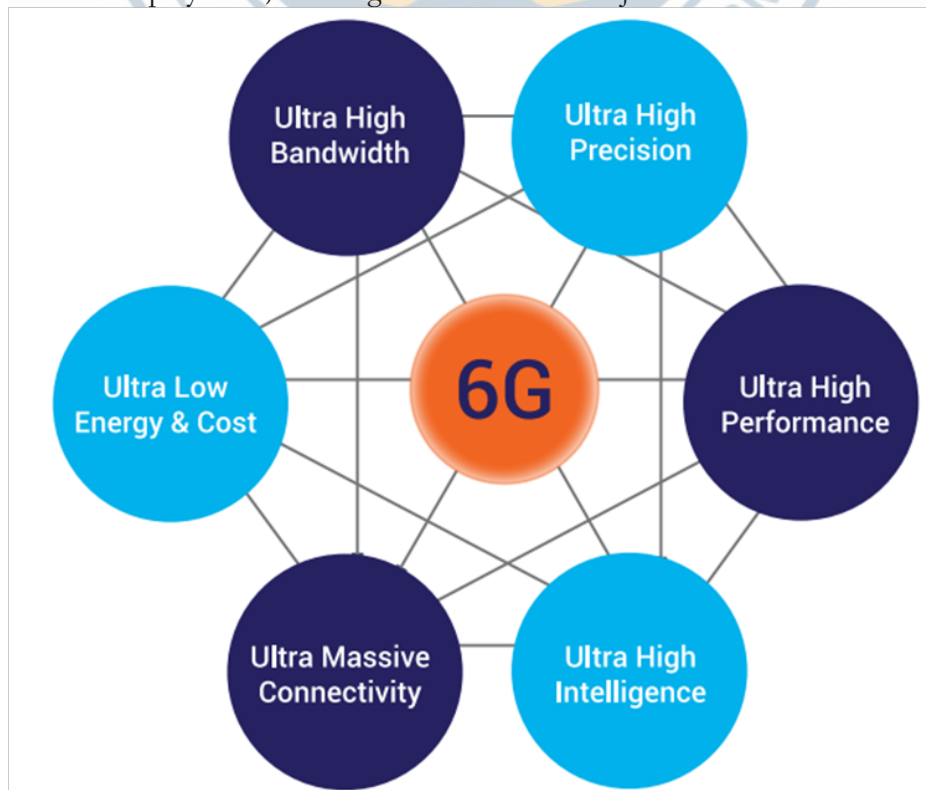 Ultra High
Bandwidth
Ultra High
Precision
Ultra Low
Energy & Cost
6G
Ultra High
Performance
Ultra Massive
Connectivity
Ultra High
Intelligence